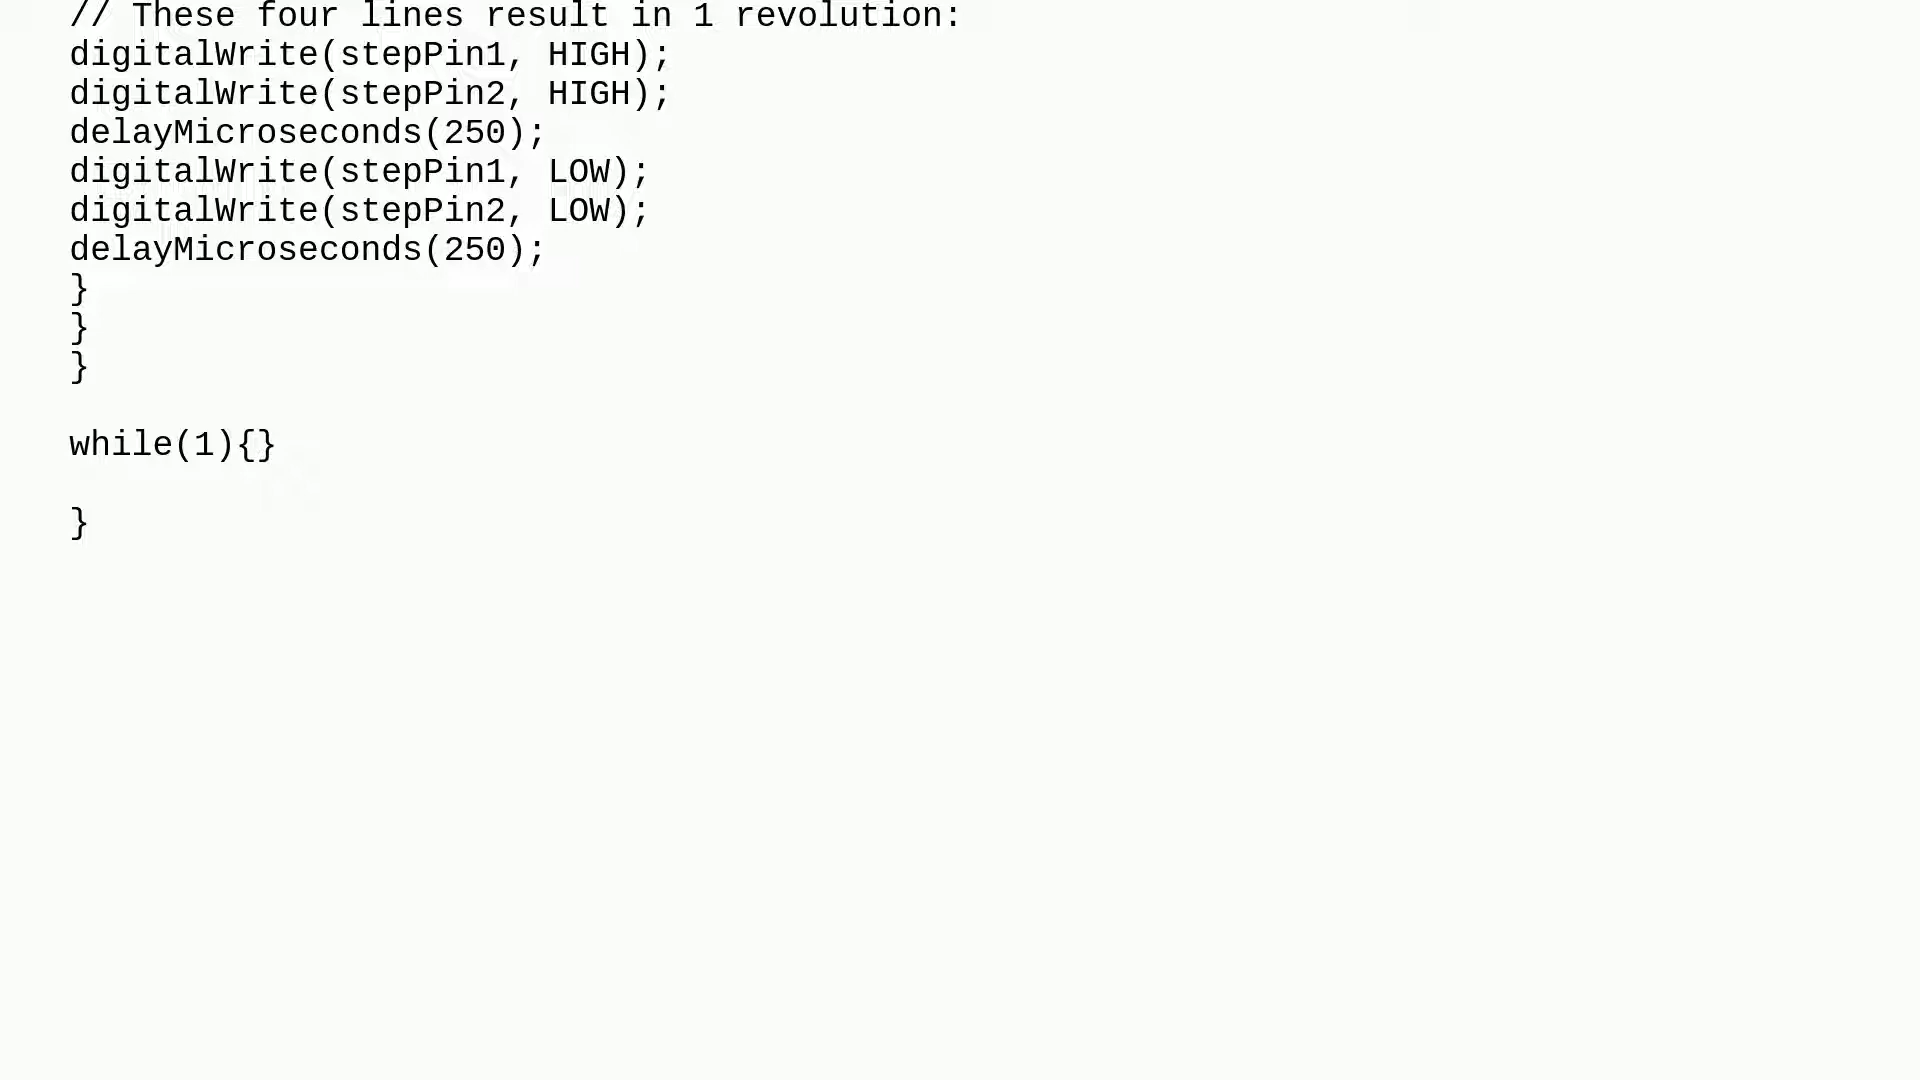 // These four lines result in 1 revolution:
digitalWrite(stepPin1, HIGH);
digitalWrite(stepPin2, HIGH);
delayMicroseconds(250);
digitalWrite(stepPin1, LOW);
digitalWrite(stepPin2, LOW);
delayMicroseconds(250);
}
}
}
while(1){}
}